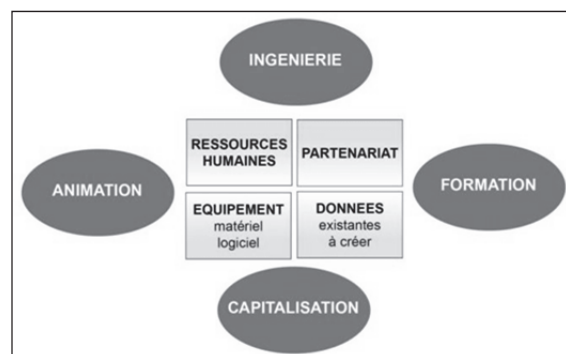 INGENIERIE
RESSOURCES
HUMAINES
PARTENARIAT
ANIMATION
FORMATION
EQUIPEMENT
matériel
logiciel
DONNEES
existantes
à créer
CAPITALISATION